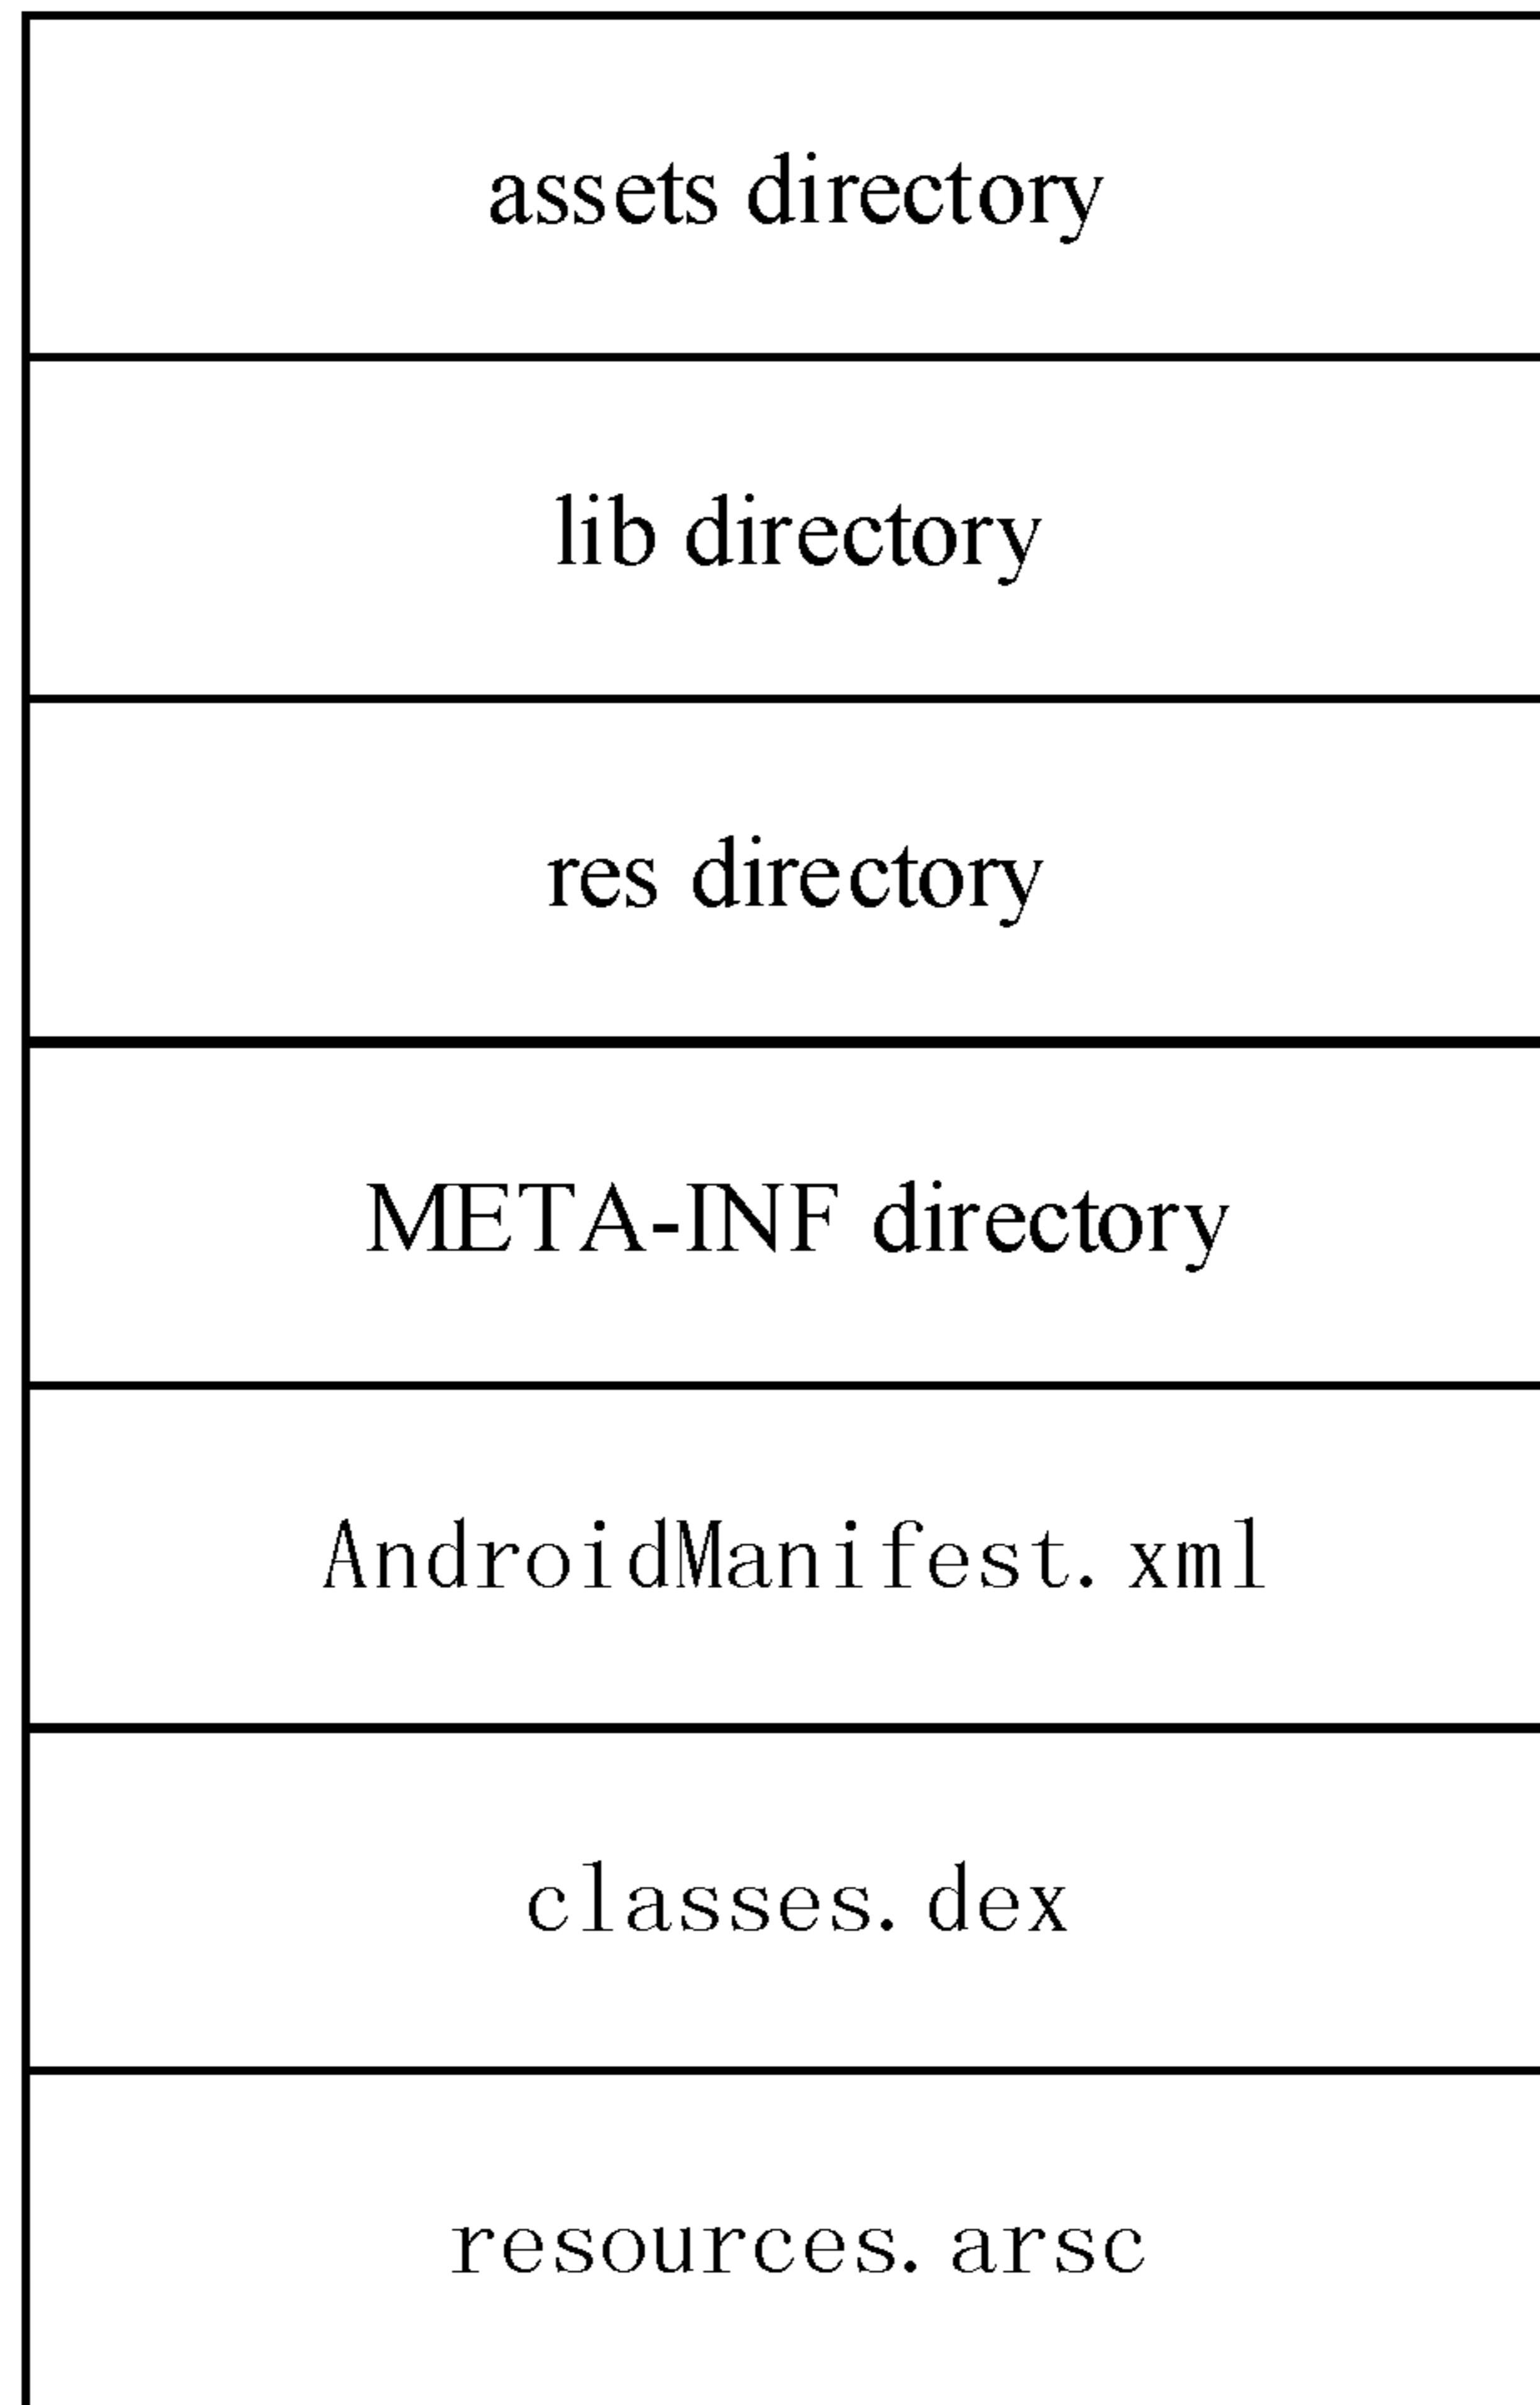 assets directory
lib directory
res directory
META-INF directory
AndroidManifest.xml
classes.dex
resources.arsc